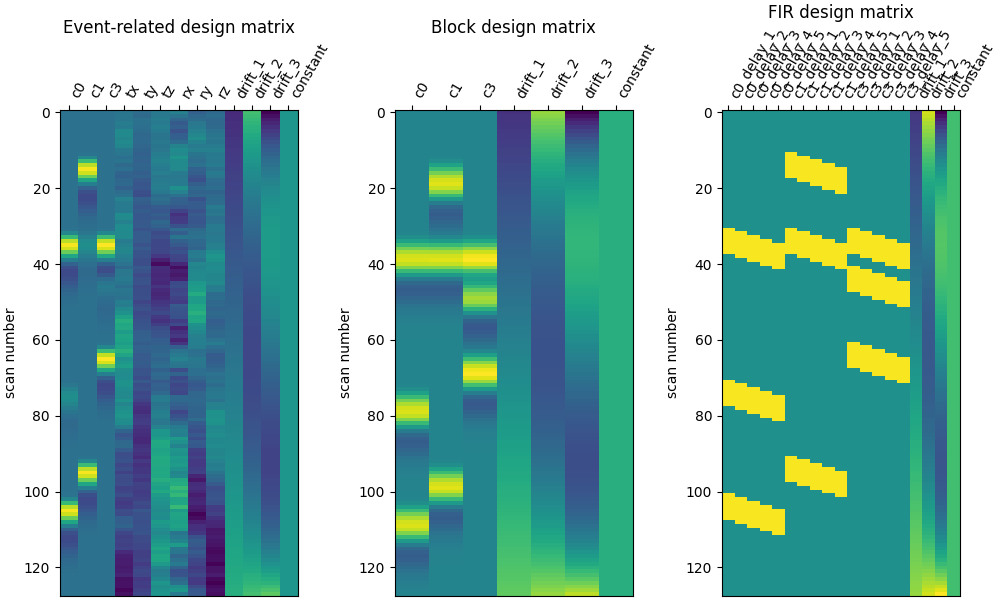 Event-related design matrix
c0 c1 c3 tx ty tz rx ry rz drift_1 drift_2 drift_3 constant
scan number
0
20
40
60
80
100
120
Block design matrix
c0 c1 c3 drift_1 drift_2 drift_3 constant
scan number
0
20
40
60
80
100
120
FIR design matrix
c0_delay_1 c0_delay_2 c0_delay_3 c0_delay_4 c0_delay_5 c1_delay_1 c1_delay_2 c1_delay_3 c1_delay_4 c1_delay_5 c3_delay_1 c3_delay_2 c3_delay_3 c3_delay_4 c3_delay_5 drift_1 drift_2 drift_3 constant
scan number
0
20
40
60
80
100
120